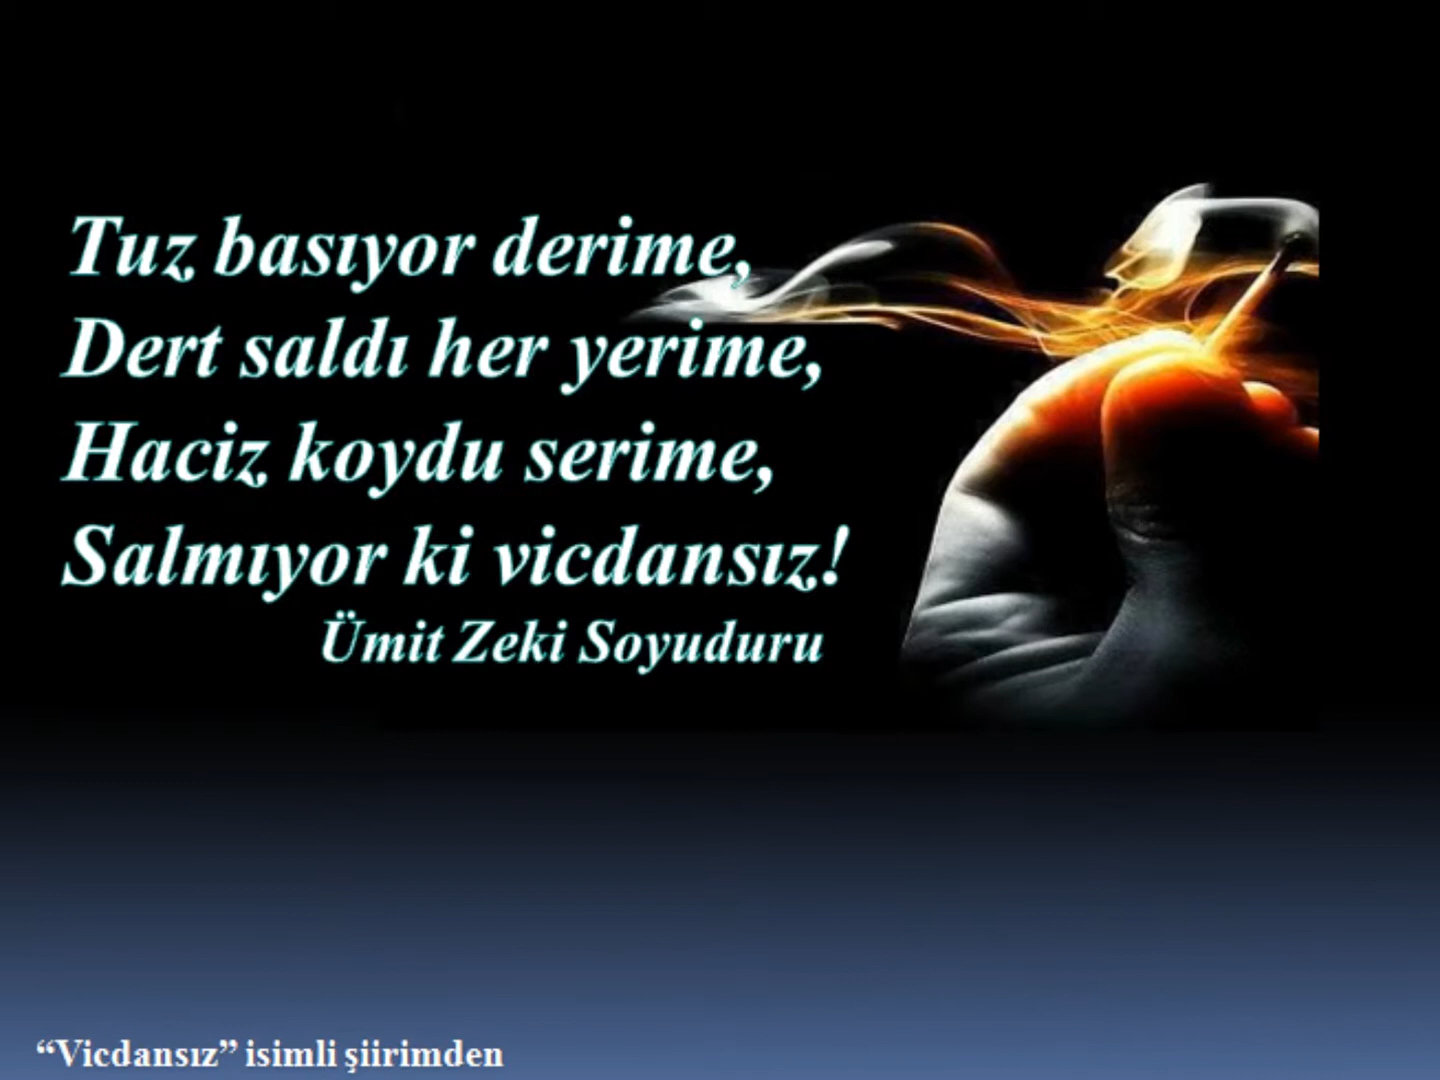 Tuz basıyor derime,
Dert saldı her yerime,
Haciz koydu serime,
Salmıyor ki vicdansız!
Ümit Zeki Soyuduru
“Vicdansız” isimli şiirimden